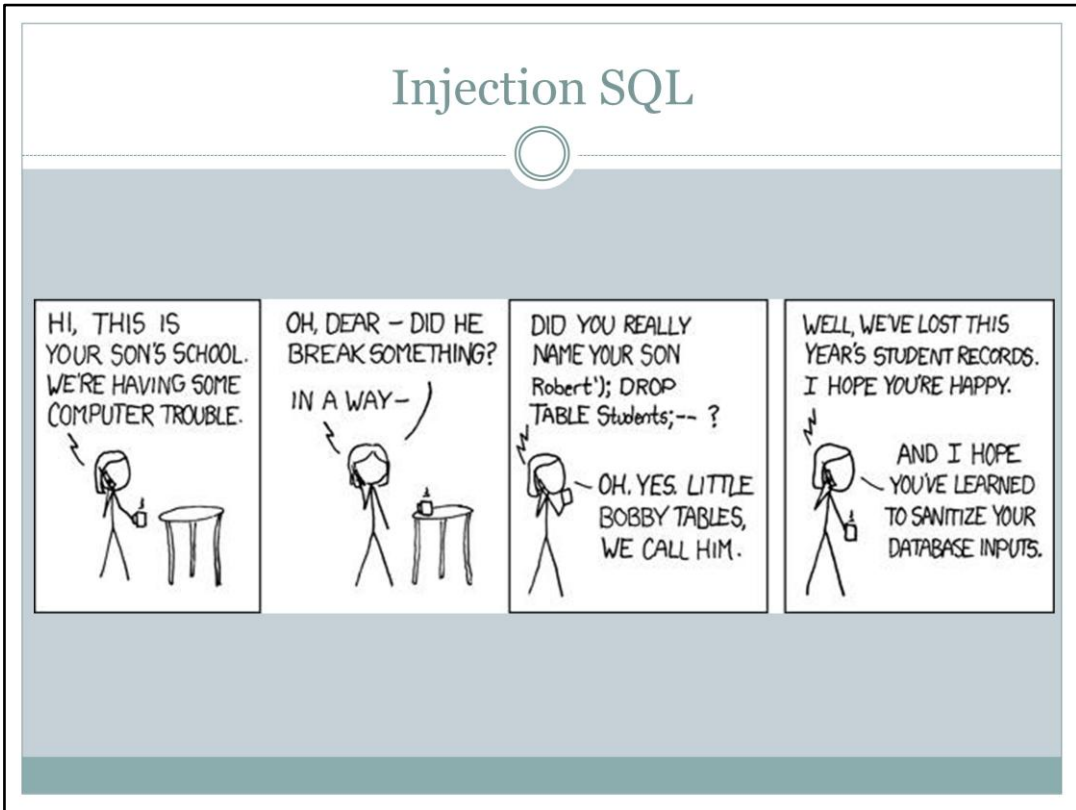 Injection SQL
HI, THIS IS
YOUR SON'S SCHOOL.
WE'RE HAVING SOME
COMPUTER TROUBLE.
OH, DEAR – DID HE
BREAK SOMETHING?
IN A WAY–
DID YOU REALLY
NAME YOUR SON
Robert'); DROP
TABLE Students;-- ?
OH. YES. LITTLE
BOBBY TABLES,
WE CALL HIM.
WELL, WE'VE LOST THIS
YEAR'S STUDENT RECORDS.
I HOPE YOU'RE HAPPY.
AND I HOPE
YOU'VE LEARNED
TO SANITIZE YOUR
DATABASE INPUTS.